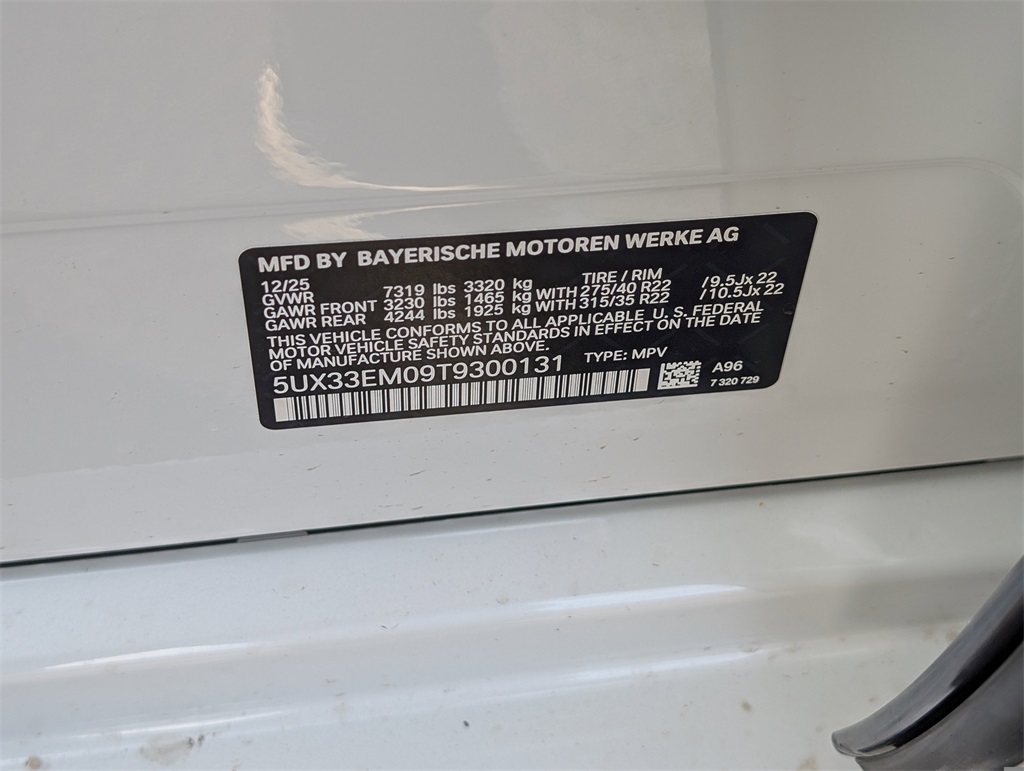 MFD BY BAYERISCHE MOTOREN WERKE AG
12/25 TIRE / RIM
GVWR 7319 lbs 3320 kg
GAWR FRONT 3230 lbs 1465 kg WITH 275/40 R22 /9.5Jx 22
GAWR REAR 4244 lbs 1925 kg WITH 315/35 R22 /10.5Jx 22
THIS VEHICLE CONFORMS TO ALL APPLICABLE U. S. FEDERAL
MOTOR VEHICLE SAFETY STANDARDS IN EFFECT ON THE DATE
OF MANUFACTURE SHOWN ABOVE.
5UX33EM09T9300131 TYPE: MPV
A96
7 320 729